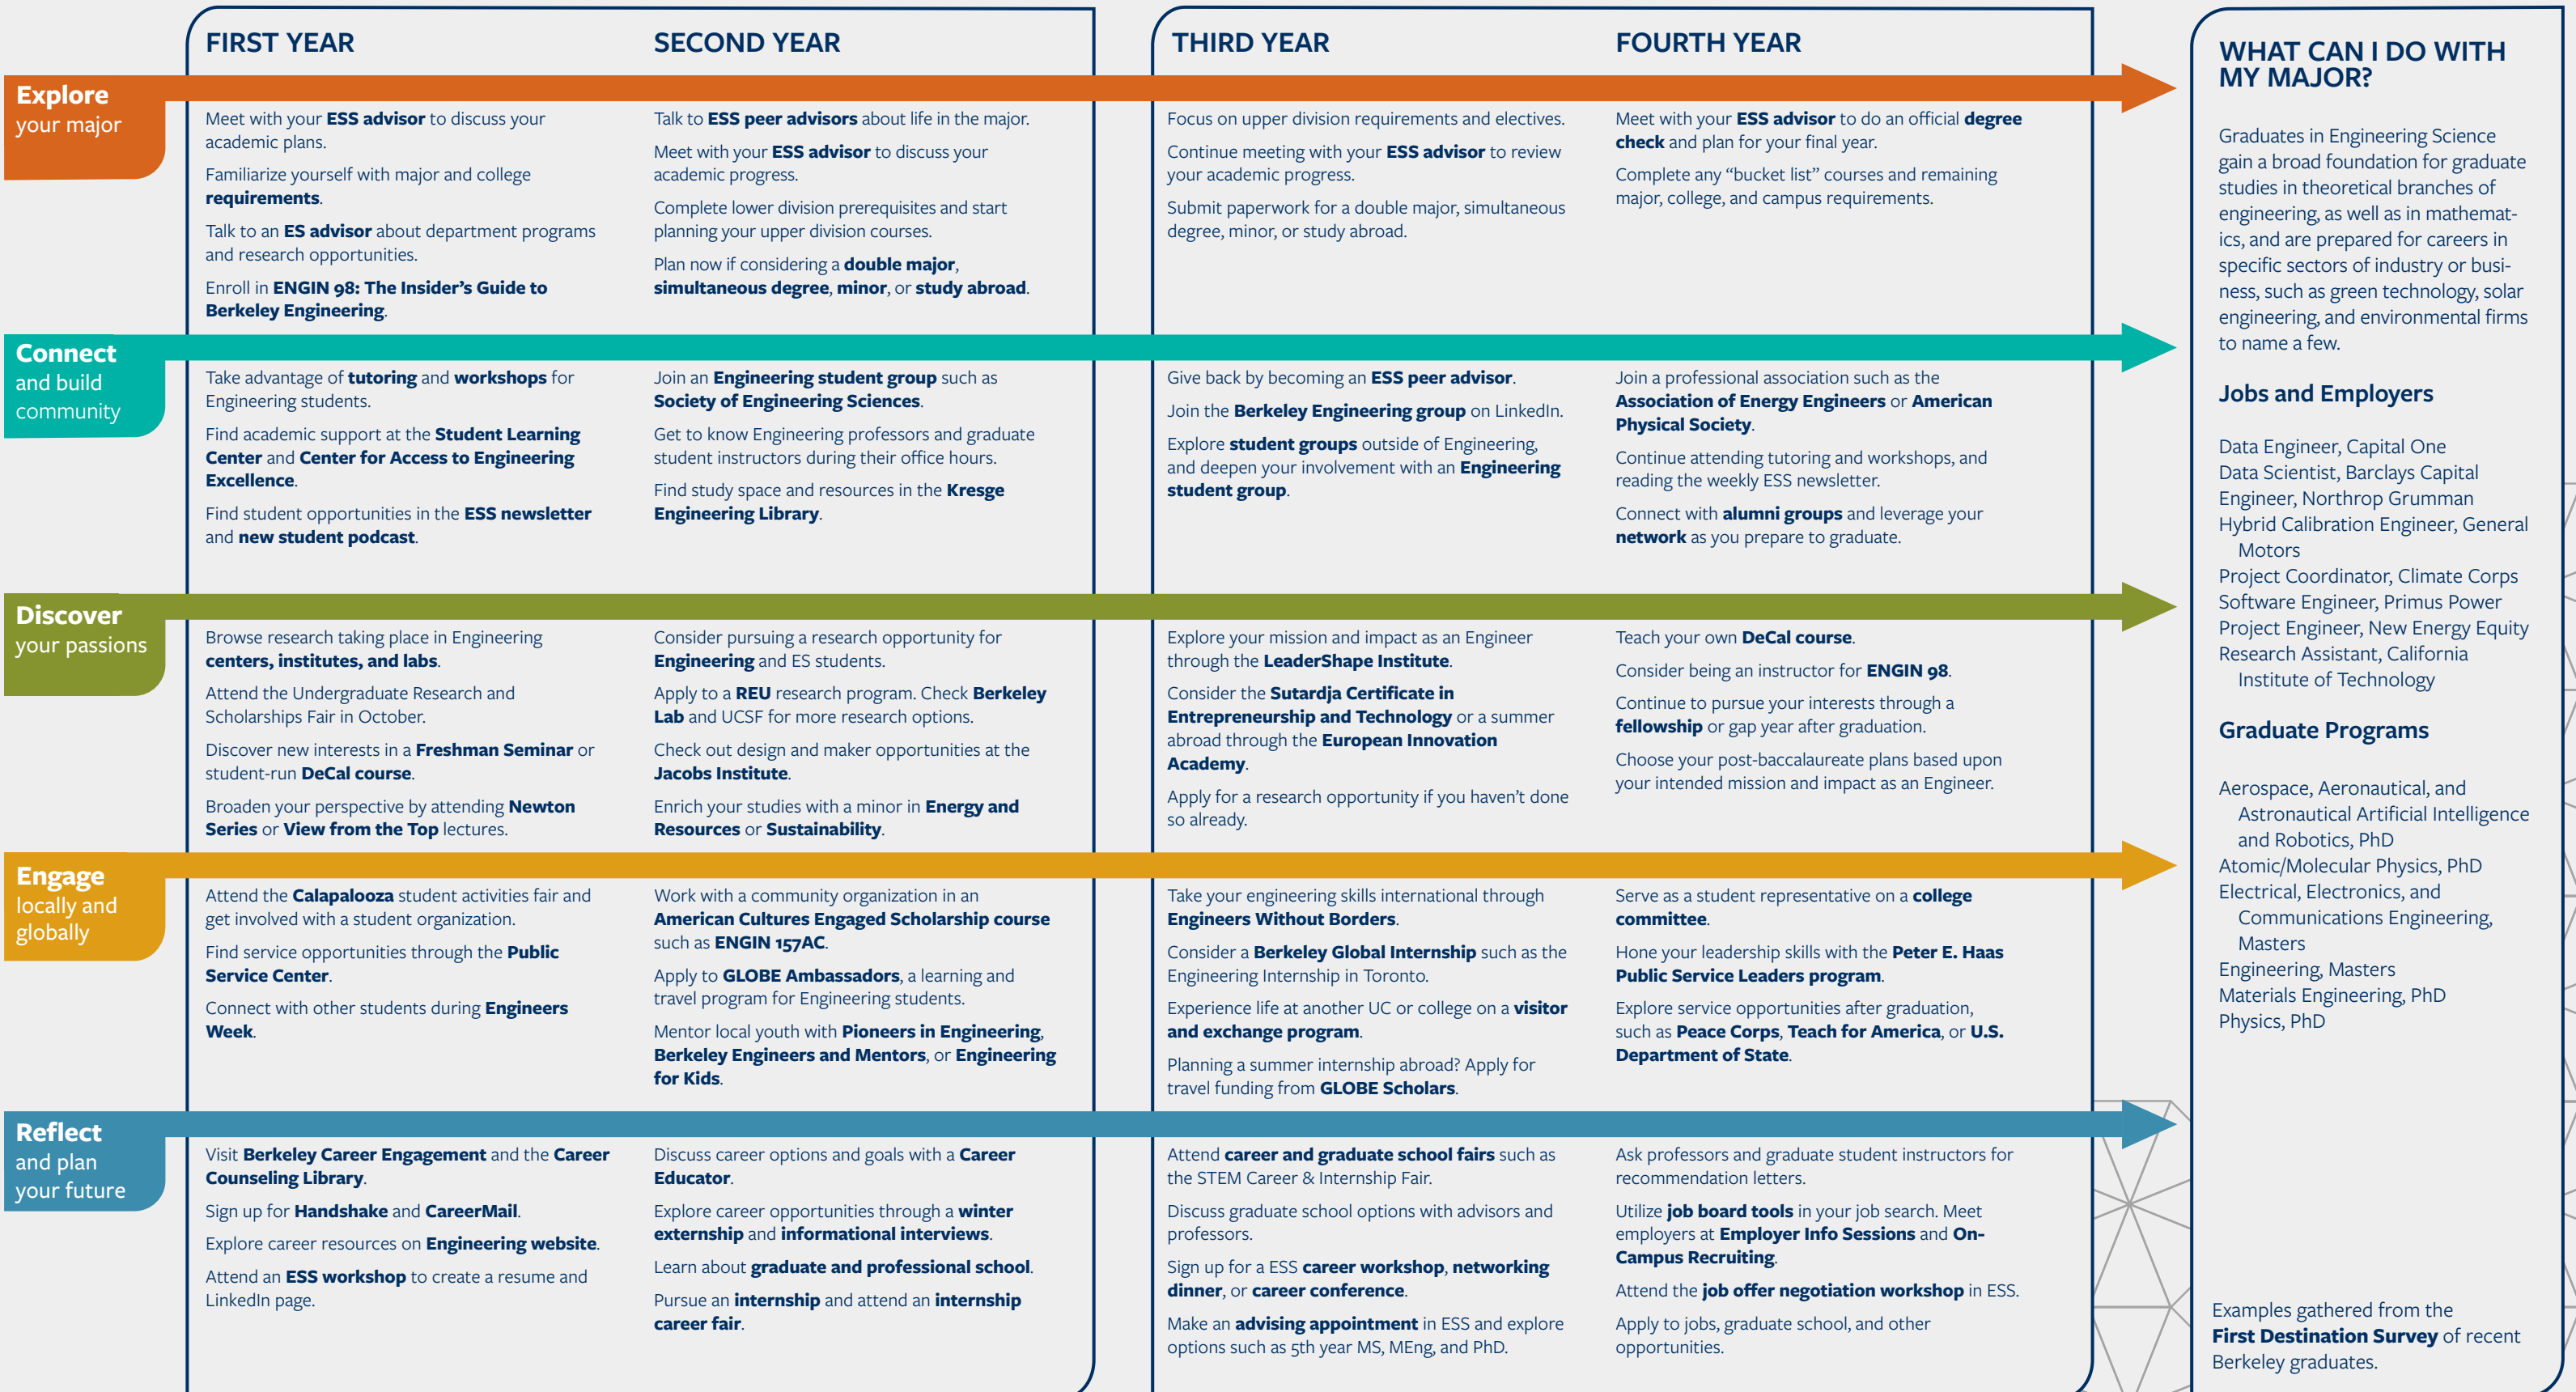 FIRST YEAR
SECOND YEAR
THIRD YEAR
FOURTH YEAR
Explore
your major
Meet with your ESS advisor to discuss your
academic plans.
Familiarize yourself with major and college
requirements.
Talk to an ES advisor about department programs
and research opportunities.
Enroll in ENGIN 98: The Insider’s Guide to
Berkeley Engineering.
Talk to ESS peer advisors about life in the major.
Meet with your ESS advisor to discuss your
academic progress.
Complete lower division prerequisites and start
planning your upper division courses.
Plan now if considering a double major,
simultaneous degree, minor, or study abroad.
Focus on upper division requirements and electives.
Continue meeting with your ESS advisor to review
your academic progress.
Submit paperwork for a double major, simultaneous
degree, minor, or study abroad.
Meet with your ESS advisor to do an official degree
check and plan for your final year.
Complete any “bucket list” courses and remaining
major, college, and campus requirements.
Connect
and build
community
Take advantage of tutoring and workshops for
Engineering students.
Find academic support at the Student Learning
Center and Center for Access to Engineering
Excellence.
Find student opportunities in the ESS newsletter
and new student podcast.
Join an Engineering student group such as
Society of Engineering Sciences.
Get to know Engineering professors and graduate
student instructors during their office hours.
Find study space and resources in the Kresge
Engineering Library.
Give back by becoming an ESS peer advisor.
Join the Berkeley Engineering group on LinkedIn.
Explore student groups outside of Engineering,
and deepen your involvement with an Engineering
student group.
Join a professional association such as the
Association of Energy Engineers or American
Physical Society.
Continue attending tutoring and workshops, and
reading the weekly ESS newsletter.
Connect with alumni groups and leverage your
network as you prepare to graduate.
Discover
your passions
Browse research taking place in Engineering
centers, institutes, and labs.
Attend the Undergraduate Research and
Scholarships Fair in October.
Discover new interests in a Freshman Seminar or
student-run DeCal course.
Broaden your perspective by attending Newton
Series or View from the Top lectures.
Consider pursuing a research opportunity for
Engineering and ES students.
Apply to a REU research program. Check Berkeley
Lab and UCSF for more research options.
Check out design and maker opportunities at the
Jacobs Institute.
Enrich your studies with a minor in Energy and
Resources or Sustainability.
Explore your mission and impact as an Engineer
through the LeaderShape Institute.
Consider the Sutardja Certificate in
Entrepreneurship and Technology or a summer
abroad through the European Innovation
Academy.
Apply for a research opportunity if you haven’t done
so already.
Teach your own DeCal course.
Consider being an instructor for ENGIN 98.
Continue to pursue your interests through a
fellowship or gap year after graduation.
Choose your post-baccalaureate plans based upon
your intended mission and impact as an Engineer.
Engage
locally and
globally
Attend the Calapalooza student activities fair and
get involved with a student organization.
Find service opportunities through the Public
Service Center.
Connect with other students during Engineers
Week.
Work with a community organization in an
American Cultures Engaged Scholarship course
such as ENGIN 157AC.
Apply to GLOBE Ambassadors, a learning and
travel program for Engineering students.
Mentor local youth with Pioneers in Engineering,
Berkeley Engineers and Mentors, or Engineering
for Kids.
Take your engineering skills international through
Engineers Without Borders.
Consider a Berkeley Global Internship such as the
Engineering Internship in Toronto.
Experience life at another UC or college on a visitor
and exchange program.
Planning a summer internship abroad? Apply for
travel funding from GLOBE Scholars.
Serve as a student representative on a college
committee.
Hone your leadership skills with the Peter E. Haas
Public Service Leaders program.
Explore service opportunities after graduation,
such as Peace Corps, Teach for America, or U.S.
Department of State.
Reflect
and plan
your future
Visit Berkeley Career Engagement and the Career
Counseling Library.
Sign up for Handshake and CareerMail.
Explore career resources on Engineering website.
Attend an ESS workshop to create a resume and
LinkedIn page.
Discuss career options and goals with a Career
Educator.
Explore career opportunities through a winter
externship and informational interviews.
Learn about graduate and professional school.
Pursue an internship and attend an internship
career fair.
Attend career and graduate school fairs such as
the STEM Career & Internship Fair.
Discuss graduate school options with advisors and
professors.
Sign up for a ESS career workshop, networking
dinner, or career conference.
Make an advising appointment in ESS and explore
options such as 5th year MS, MEng, and PhD.
Ask professors and graduate student instructors for
recommendation letters.
Utilize job board tools in your job search. Meet
employers at Employer Info Sessions and On-
Campus Recruiting.
Attend the job offer negotiation workshop in ESS.
Apply to jobs, graduate school, and other
opportunities.
WHAT CAN I DO WITH
MY MAJOR?
Graduates in Engineering Science
gain a broad foundation for graduate
studies in theoretical branches of
engineering, as well as in mathemat-
ics, and are prepared for careers in
specific sectors of industry or busi-
ness, such as green technology, solar
engineering, and environmental firms
to name a few.
Jobs and Employers
Data Engineer, Capital One
Data Scientist, Barclays Capital
Engineer, Northrop Grumman
Hybrid Calibration Engineer, General
Motors
Project Coordinator, Climate Corps
Software Engineer, Primus Power
Project Engineer, New Energy Equity
Research Assistant, California
Institute of Technology
Graduate Programs
Aerospace, Aeronautical, and
Astronautical Artificial Intelligence
and Robotics, PhD
Atomic/Molecular Physics, PhD
Electrical, Electronics, and
Communications Engineering,
Masters
Engineering, Masters
Materials Engineering, PhD
Physics, PhD
Examples gathered from the
First Destination Survey of recent
Berkeley graduates.